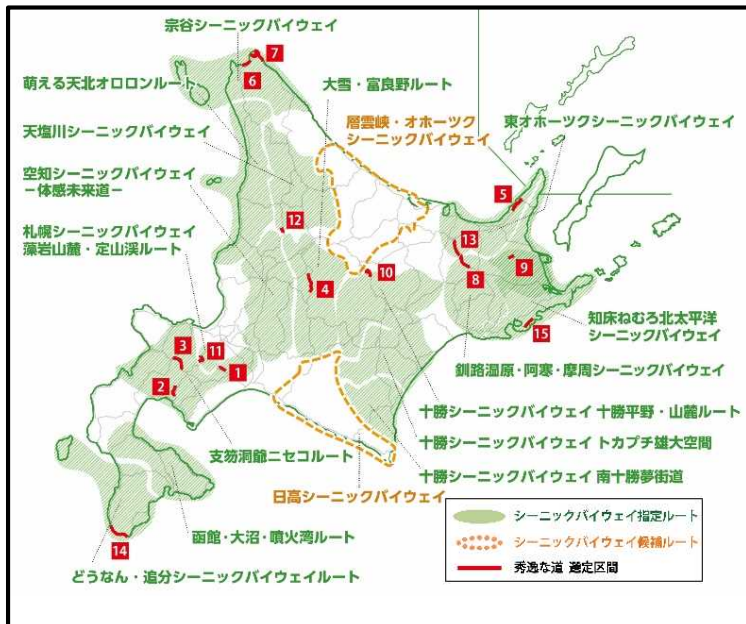 宗谷シーニックバイウェイ
7
6
萌える天北オロロンルート
大雪・富良野ルート
層雲峡・オホーツク
シーニックバイウェイ
東オホーツクシーニックバイウェイ
天塩川シーニックバイウェイ
空知シーニックバイウェイ
－体感未来道－
5
12
13
札幌シーニックバイウェイ
藻岩山麓・定山渓ルート
4
10
8
9
知床ねむろ北太平洋
シーニックバイウェイ
15
3
11
1
2
釧路湿原・阿寒・摩周シーニックバイウェイ
十勝シーニックバイウェイ 十勝平野・山麓ルート
支笏洞爺ニセコルート
十勝シーニックバイウェイ トカプチ雄大空間
十勝シーニックバイウェイ 南十勝夢街道
日高シーニックバイウェイ
函館・大沼・噴火湾ルート
14
どうなん・追分シーニックバイウェイルート
シーニックバイウェイ指定ルート
シーニックバイウェイ候補ルート
秀逸な道 選定区間